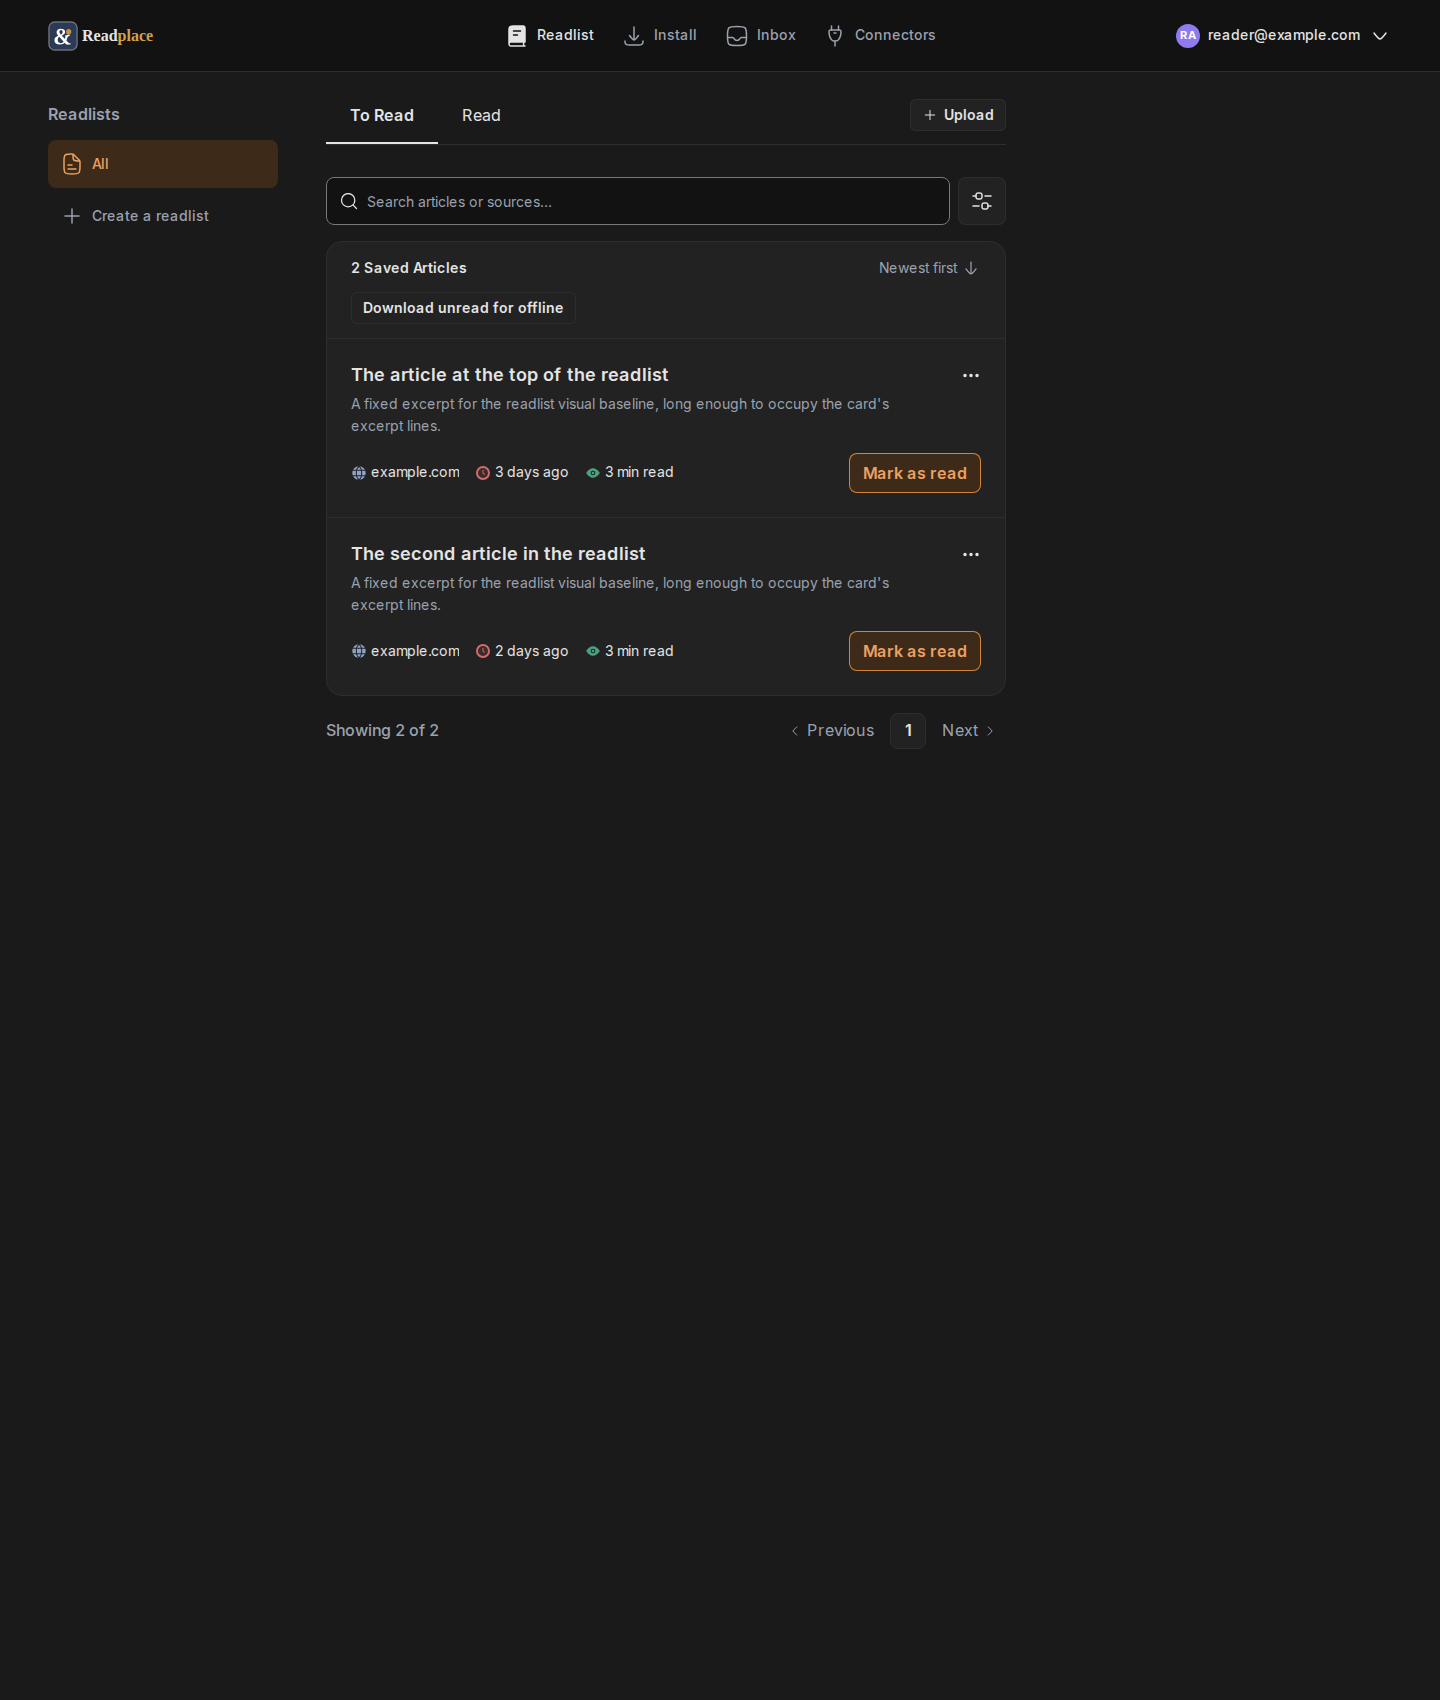 & Readplace
Readlist
Install
Inbox
Connectors
RA reader@example.com
Readlists
All
Create a readlist
To Read
Read
+ Upload
Search articles or sources...
2 Saved Articles
Newest first
Download unread for offline
The article at the top of the readlist
A fixed excerpt for the readlist visual baseline, long enough to occupy the card's
excerpt lines.
example.com
3 days ago
3 min read
Mark as read
The second article in the readlist
A fixed excerpt for the readlist visual baseline, long enough to occupy the card's
excerpt lines.
example.com
2 days ago
3 min read
Mark as read
Showing 2 of 2
Previous
1
Next